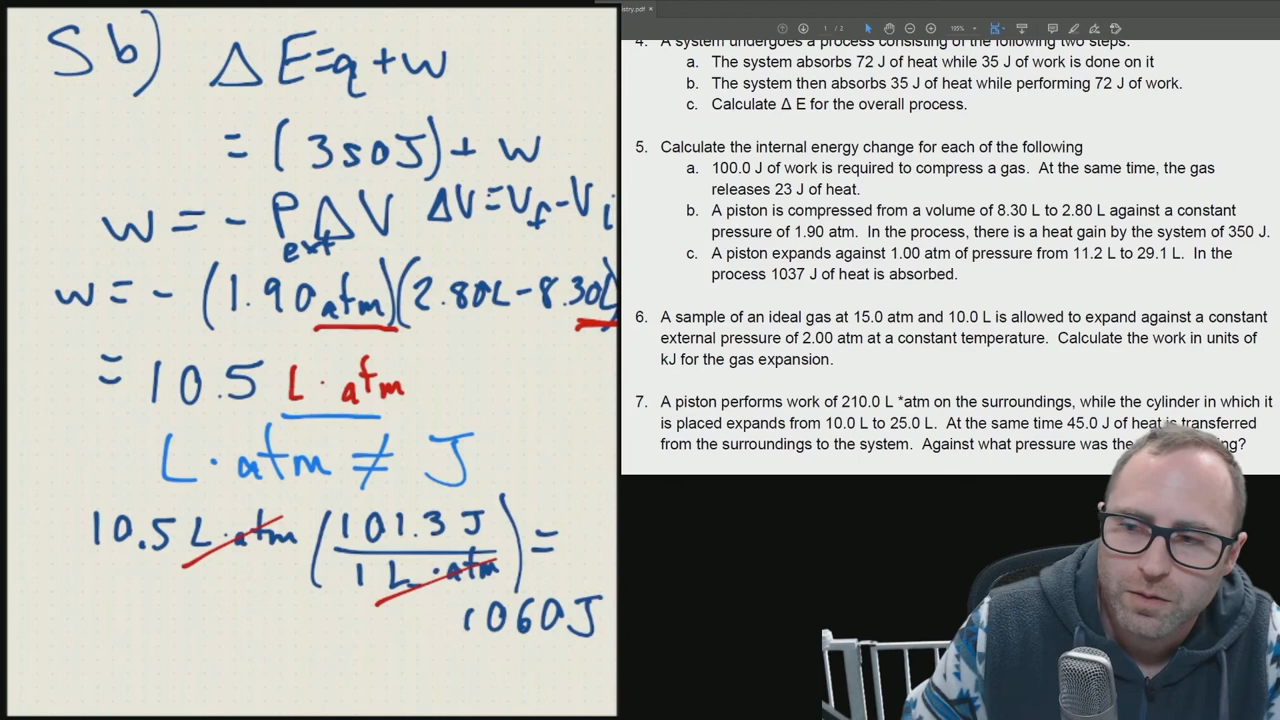 5b) ΔE=q+w
= (350J)+ w
w = - P ΔV ΔV=Vf-Vi
ext
w = - (1.90 atm)(2.80L-8.30L)
= 10.5 L·atm
L·atm ≠ J
10.5 L·atm (101.3 J
1 L·atm) =
1060J
1 / 2
195%
4. A system undergoes a process consisting of the following two steps.
a. The system absorbs 72 J of heat while 35 J of work is done on it
b. The system then absorbs 35 J of heat while performing 72 J of work.
c. Calculate Δ E for the overall process.
5. Calculate the internal energy change for each of the following
a. 100.0 J of work is required to compress a gas. At the same time, the gas
releases 23 J of heat.
b. A piston is compressed from a volume of 8.30 L to 2.80 L against a constant
pressure of 1.90 atm. In the process, there is a heat gain by the system of 350 J.
c. A piston expands against 1.00 atm of pressure from 11.2 L to 29.1 L. In the
process 1037 J of heat is absorbed.
6. A sample of an ideal gas at 15.0 atm and 10.0 L is allowed to expand against a constant
external pressure of 2.00 atm at a constant temperature. Calculate the work in units of
kJ for the gas expansion.
7. A piston performs work of 210.0 L *atm on the surroundings, while the cylinder in which it
is placed expands from 10.0 L to 25.0 L. At the same time 45.0 J of heat is transferred
from the surroundings to the system. Against what pressure was the